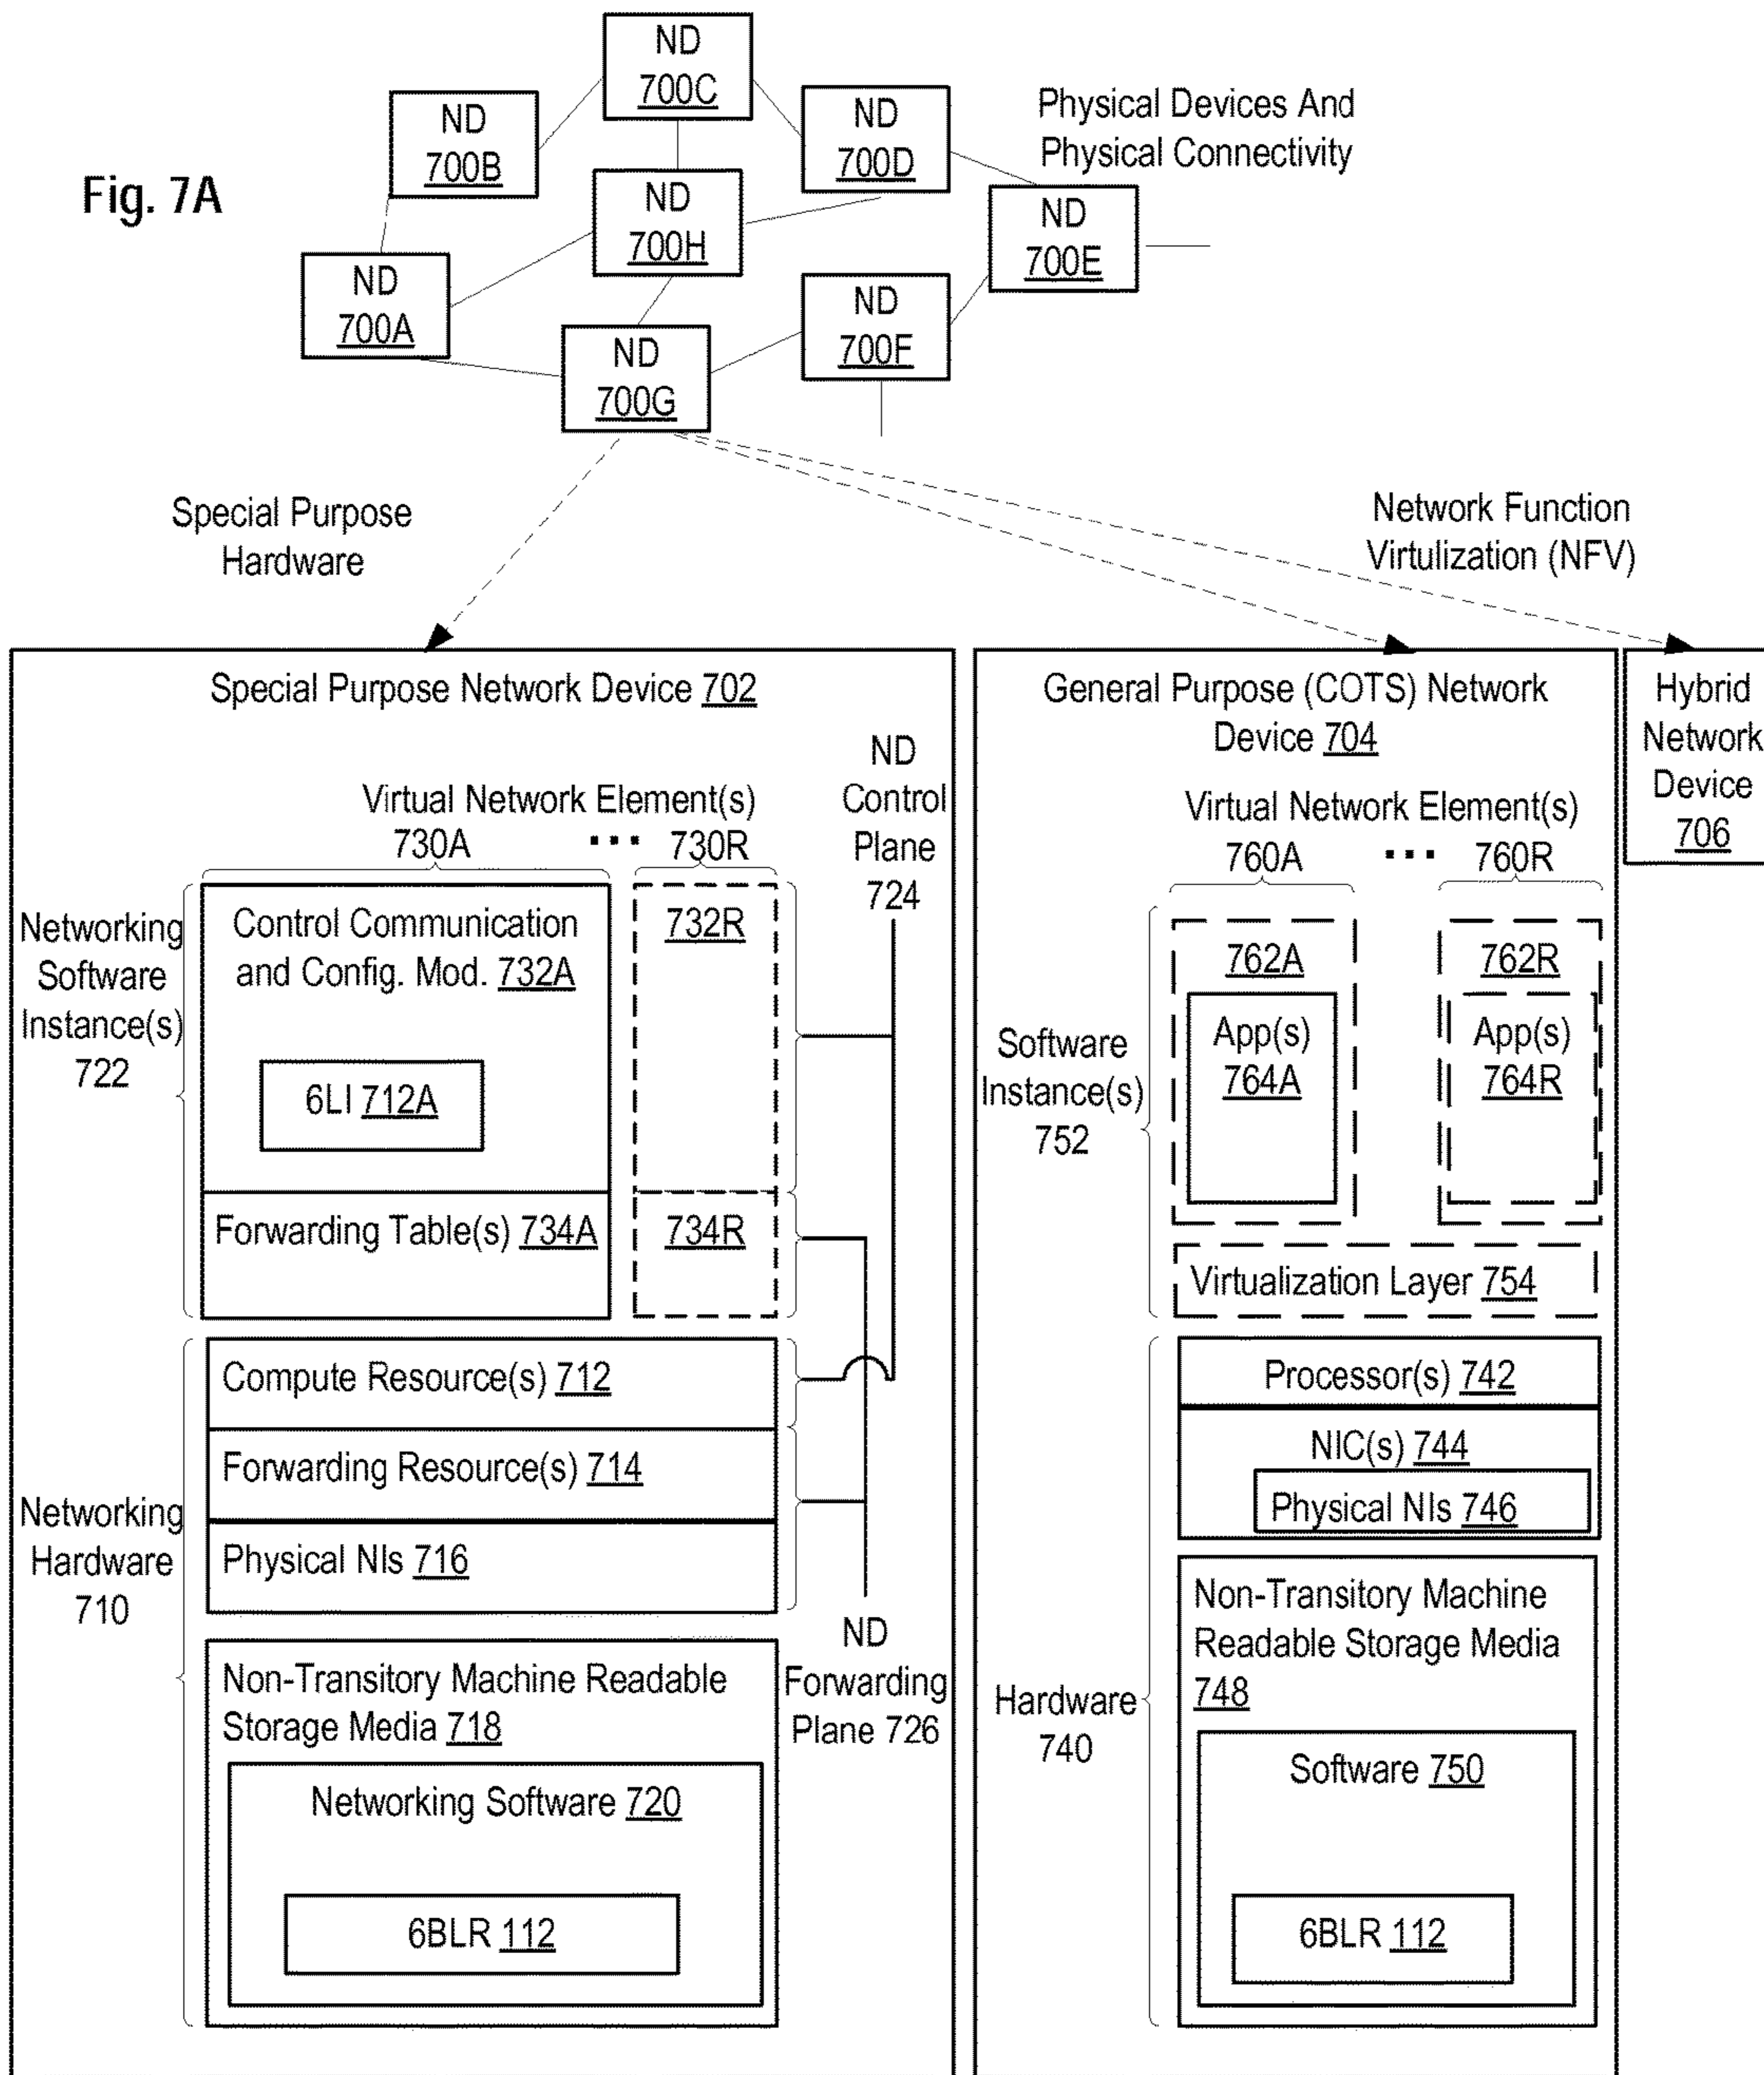 Fig. 7A
ND
700C
ND
700B
ND
700D
Physical Devices And
Physical Connectivity
ND
700H
ND
700E
ND
700A
ND
700F
ND
700G
Special Purpose
Hardware
Network Function
Virtulization (NFV)
Special Purpose Network Device 702
ND
Control
Plane
724
Virtual Network Element(s)
730A ... 730R
Networking
Software
Instance(s)
722
Control Communication
and Config. Mod. 732A
732R
6LI 712A
Forwarding Table(s) 734A
734R
Networking
Hardware
710
Compute Resource(s) 712
Forwarding Resource(s) 714
Physical NIs 716
ND
Forwarding
Plane 726
Non-Transitory Machine Readable
Storage Media 718
Networking Software 720
6BLR 112
General Purpose (COTS) Network
Device 704
Virtual Network Element(s)
760A ... 760R
Software
Instance(s)
752
762A
App(s)
764A
762R
App(s)
764R
Virtualization Layer 754
Hardware
740
Processor(s) 742
NIC(s) 744
Physical NIs 746
Non-Transitory Machine
Readable Storage Media
748
Software 750
6BLR 112
Hybrid
Network
Device
706